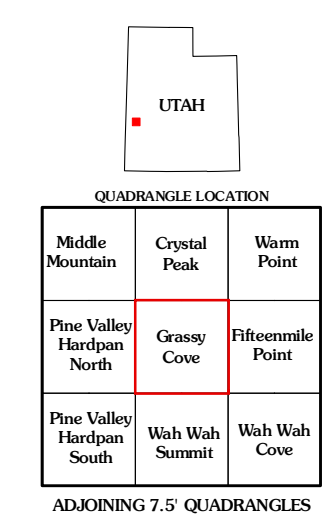 UTAH
QUADRANGLE LOCATION
Middle
Mountain
Crystal
Peak
Warm
Point
Pine Valley
Hardpan
North
Grassy
Cove
Fifteenmile
Point
Pine Valley
Hardpan
South
Wah Wah
Summit
Wah Wah
Cove
ADJOINING 7.5' QUADRANGLES